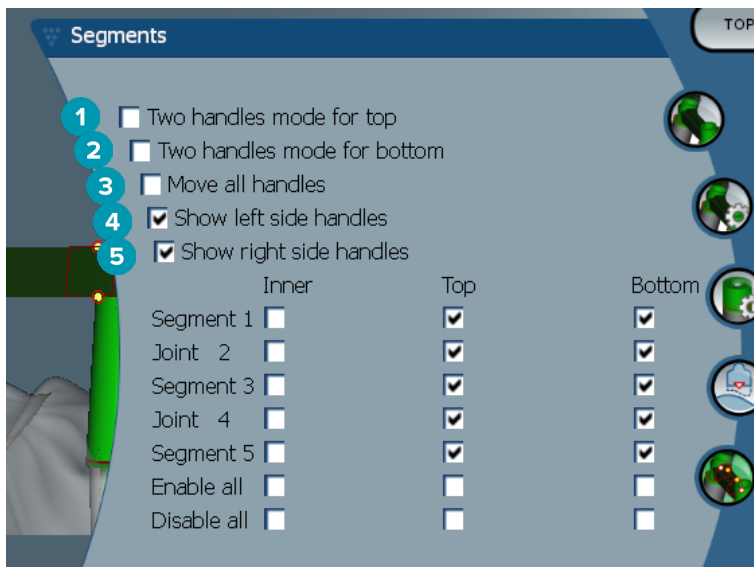 TOP
Segments
1 Two handles mode for top
2 Two handles mode for bottom
3 Move all handles
4 Show left side handles
5 Show right side handles
Inner Top Bottom
Segment 1
Joint 2
Segment 3
Joint 4
Segment 5
Enable all
Disable all